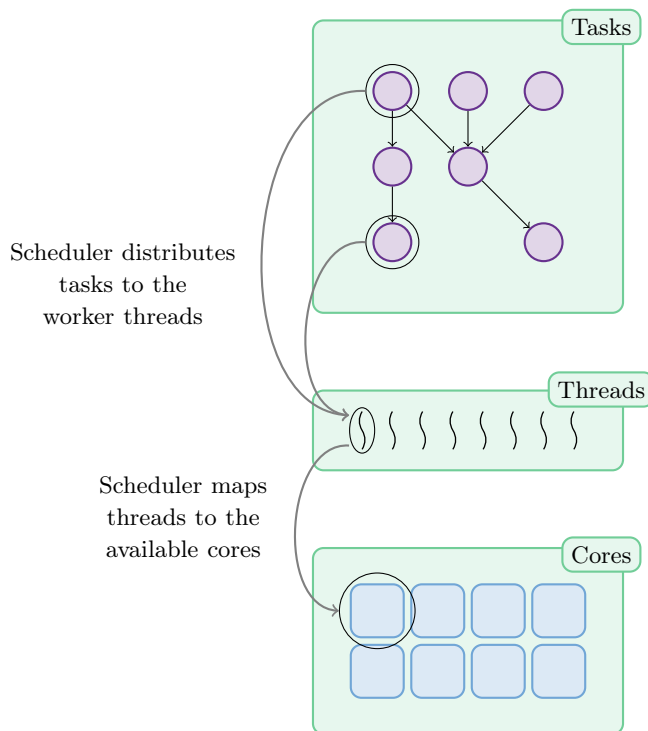 Tasks
Scheduler distributes
tasks to the
worker threads
Threads
Scheduler maps
threads to the
available cores
Cores